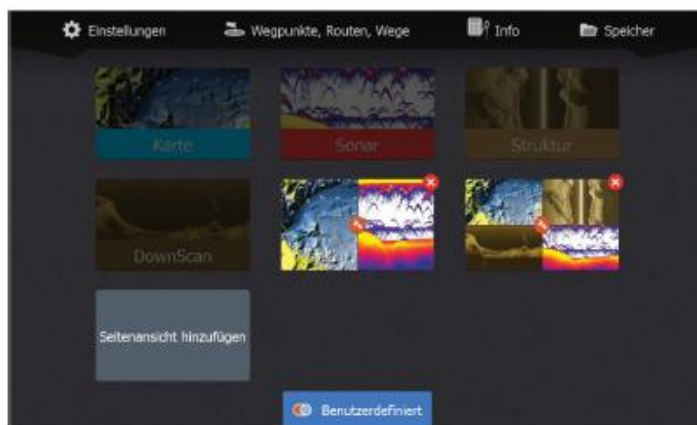 Einstellungen
Wegpunkte, Routen, Wege
Info
Speicher
Karte
Sonar
Struktur
DownScan
Seitenansicht hinzufügen
Benutzerdefiniert